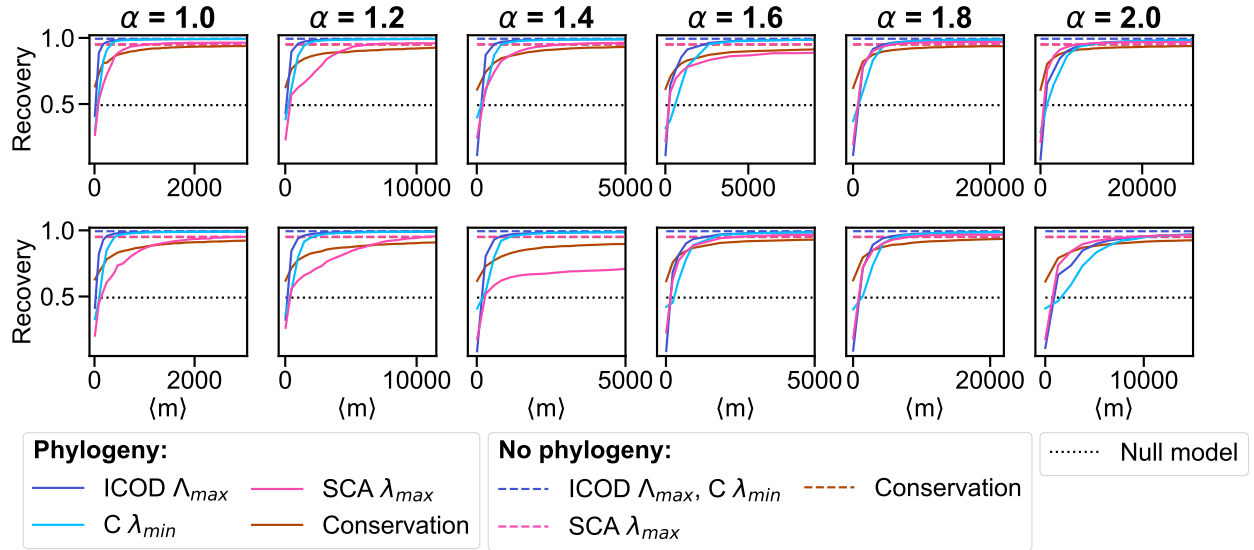 α = 1.0 α = 1.2 α = 1.4 α = 1.6 α = 1.8 α = 2.0
Recovery
1.0
0.5
0 2000 0 10000 0 5000 0 5000 0 20000 0 20000
Recovery
1.0
0.5
0 2000 0 10000 0 5000 0 5000 0 20000 0 10000
⟨m⟩ ⟨m⟩ ⟨m⟩ ⟨m⟩ ⟨m⟩ ⟨m⟩
Phylogeny:
ICOD Λmax SCA λmax
C λmin Conservation
No phylogeny:
ICOD Λmax, C λmin Conservation
SCA λmax
Null model